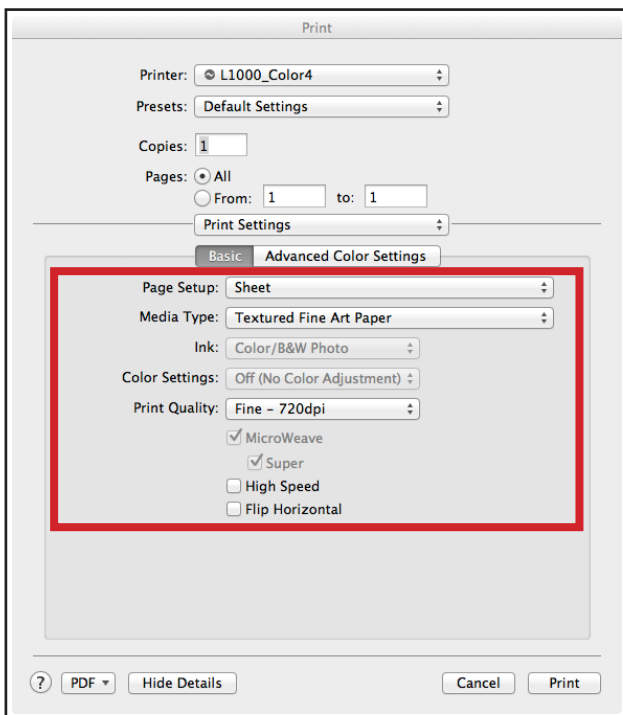 Print
Printer: L1000_Color4
Presets: Default Settings
Copies: 1
Pages: All
From: 1 to: 1
Print Settings
Basic Advanced Color Settings
Page Setup: Sheet
Media Type: Textured Fine Art Paper
Ink: Color/B&W Photo
Color Settings: Off (No Color Adjustment)
Print Quality: Fine – 720dpi
MicroWeave
Super
High Speed
Flip Horizontal
? PDF Hide Details Cancel Print